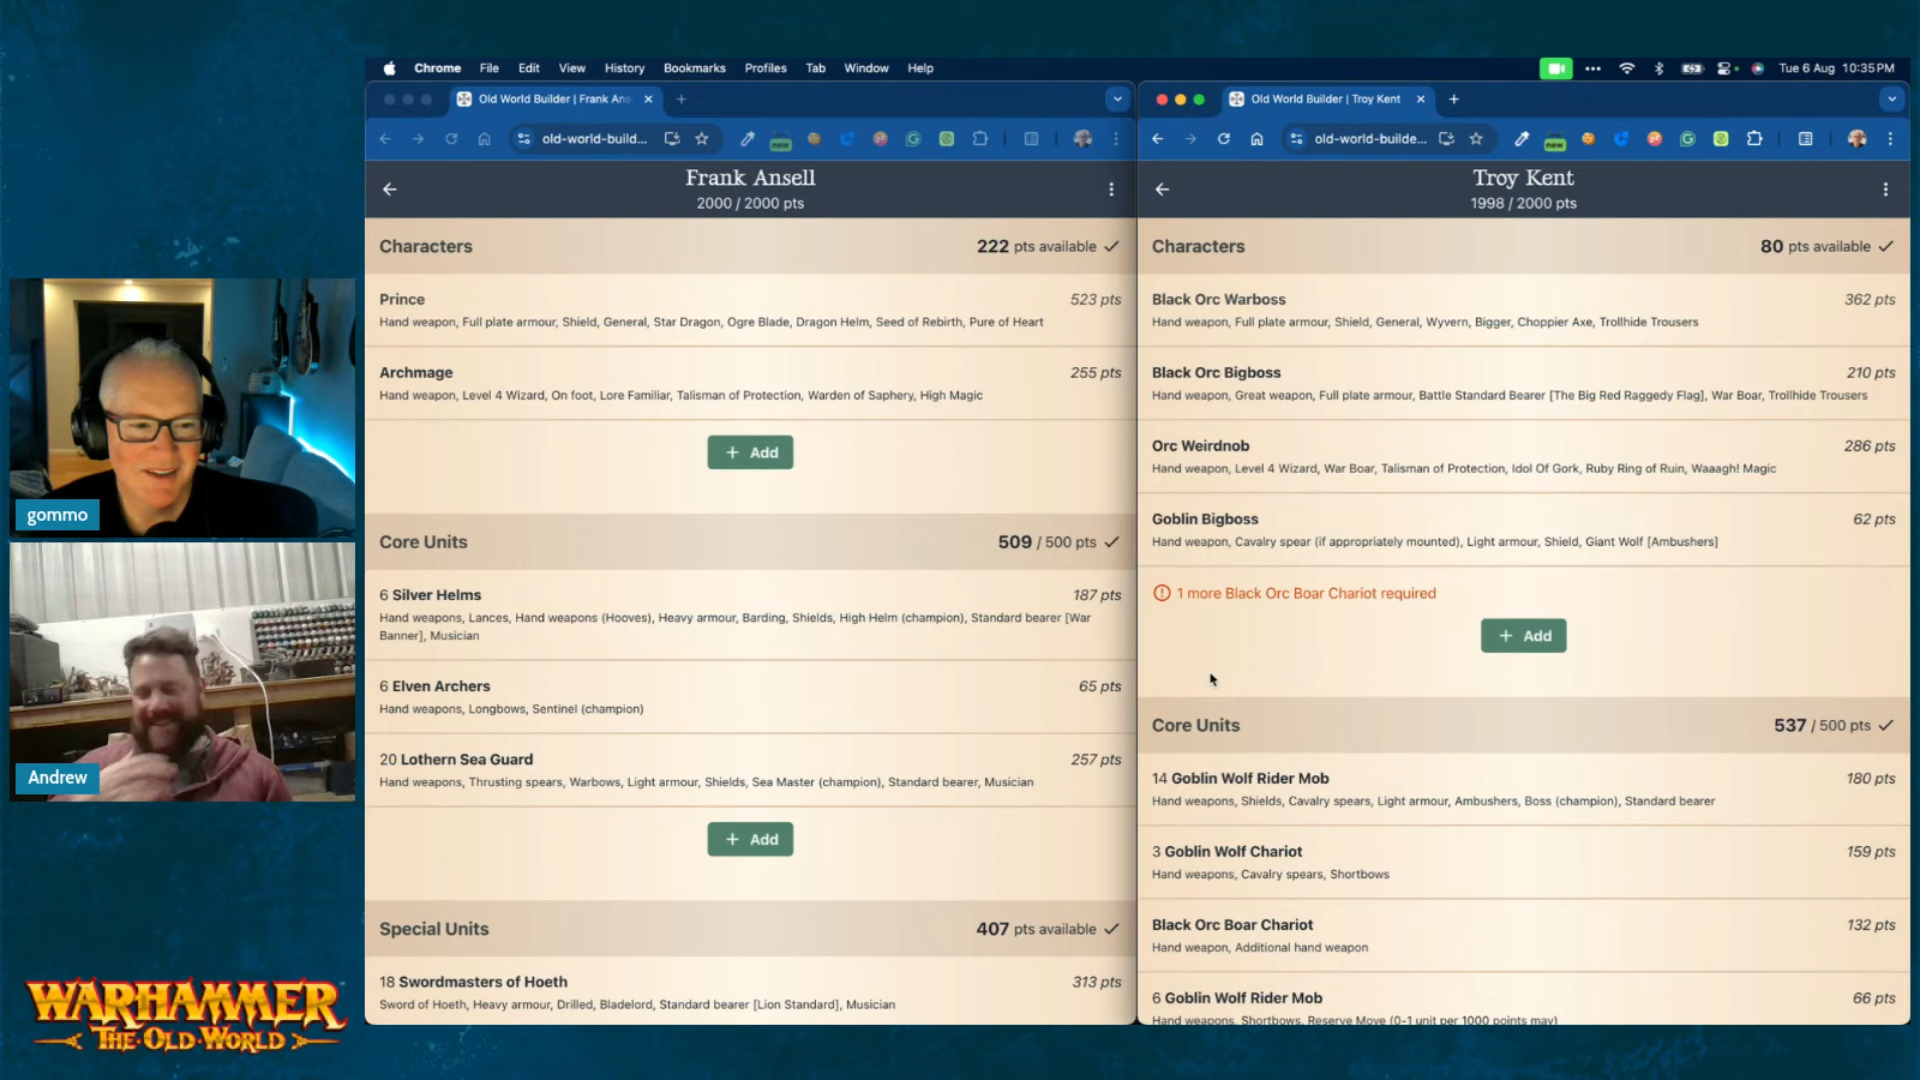 Chrome File Edit View History Bookmarks Profiles Tab Window Help
Tue 6 Aug 10:35 PM
Old World Builder | Frank Ans
old-world-build...
new
Frank Ansell
2000 / 2000 pts
Characters 222 pts available
Prince 523 pts
Hand weapon, Full plate armour, Shield, General, Star Dragon, Ogre Blade, Dragon Helm, Seed of Rebirth, Pure of Heart
Archmage 255 pts
Hand weapon, Level 4 Wizard, On foot, Lore Familiar, Talisman of Protection, Warden of Saphery, High Magic
+ Add
Core Units 509 / 500 pts
6 Silver Helms 187 pts
Hand weapons, Lances, Hand weapons (Hooves), Heavy armour, Barding, Shields, High Helm (champion), Standard bearer [War
Banner], Musician
6 Elven Archers 65 pts
Hand weapons, Longbows, Sentinel (champion)
20 Lothern Sea Guard 257 pts
Hand weapons, Thrusting spears, Warbows, Light armour, Shields, Sea Master (champion), Standard bearer, Musician
+ Add
Special Units 407 pts available
18 Swordmasters of Hoeth 313 pts
Sword of Hoeth, Heavy armour, Drilled, Bladelord, Standard bearer [Lion Standard], Musician
Old World Builder | Troy Kent
old-world-builde...
new
Troy Kent
1998 / 2000 pts
Characters 80 pts available
Black Orc Warboss 362 pts
Hand weapon, Full plate armour, Shield, General, Wyvern, Bigger, Choppier Axe, Trollhide Trousers
Black Orc Bigboss 210 pts
Hand weapon, Great weapon, Full plate armour, Battle Standard Bearer [The Big Red Raggedy Flag], War Boar, Trollhide Trousers
Orc Weirdnob 286 pts
Hand weapon, Level 4 Wizard, War Boar, Talisman of Protection, Idol Of Gork, Ruby Ring of Ruin, Waaagh! Magic
Goblin Bigboss 62 pts
Hand weapon, Cavalry spear (if appropriately mounted), Light armour, Shield, Giant Wolf [Ambushers]
1 more Black Orc Boar Chariot required
+ Add
Core Units 537 / 500 pts
14 Goblin Wolf Rider Mob 180 pts
Hand weapons, Shields, Cavalry spears, Light armour, Ambushers, Boss (champion), Standard bearer
3 Goblin Wolf Chariot 159 pts
Hand weapons, Cavalry spears, Shortbows
Black Orc Boar Chariot 132 pts
Hand weapon, Additional hand weapon
6 Goblin Wolf Rider Mob 66 pts
Hand weapons, Shortbows, Reserve Move (0-1 unit per 1000 points may)
gommo
Andrew
WARHAMMER
THE·OLD·WORLD